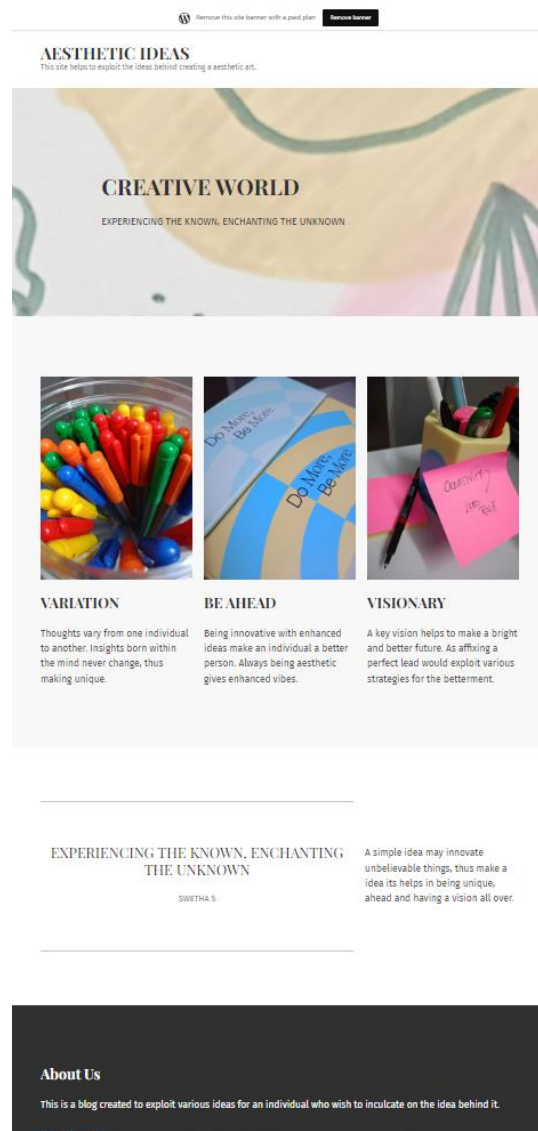 Remove this site banner with a paid plan Remove banner
AESTHETIC IDEAS
This site helps to exploit the ideas behind creating a aesthetic art.
CREATIVE WORLD
EXPERIENCING THE KNOWN, ENCHANTING THE UNKNOWN
Do More,
Be More.
Do More,
Be More.
Creativity
VARIATION
Thoughts vary from one individual
to another. Insights born within
the mind never change, thus
making unique.
BE AHEAD
Being innovative with enhanced
ideas make an individual a better
person. Always being aesthetic
gives enhanced vibes.
VISIONARY
A key vision helps to make a bright
and better future. As affixing a
perfect lead would exploit various
strategies for the betterment.
EXPERIENCING THE KNOWN, ENCHANTING
THE UNKNOWN
SWETHA S
A simple idea may innovate
unbelievable things, thus make a
idea its helps in being unique,
ahead and having a vision all over.
About Us
This is a blog created to exploit various ideas for an individual who wish to inculcate on the idea behind it.